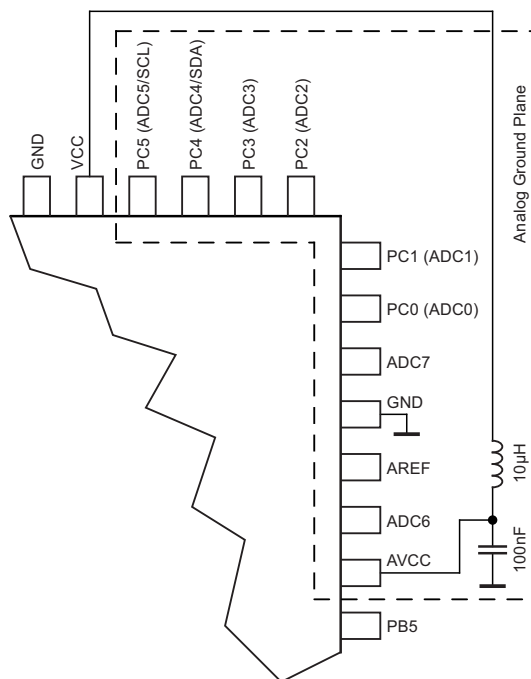 GND
VCC
PC5 (ADC5/SCL)
PC4 (ADC4/SDA)
PC3 (ADC3)
PC2 (ADC2)
Analog Ground Plane
PC1 (ADC1)
PC0 (ADC0)
ADC7
GND
AREF
ADC6
AVCC
PB5
10μH
100nF